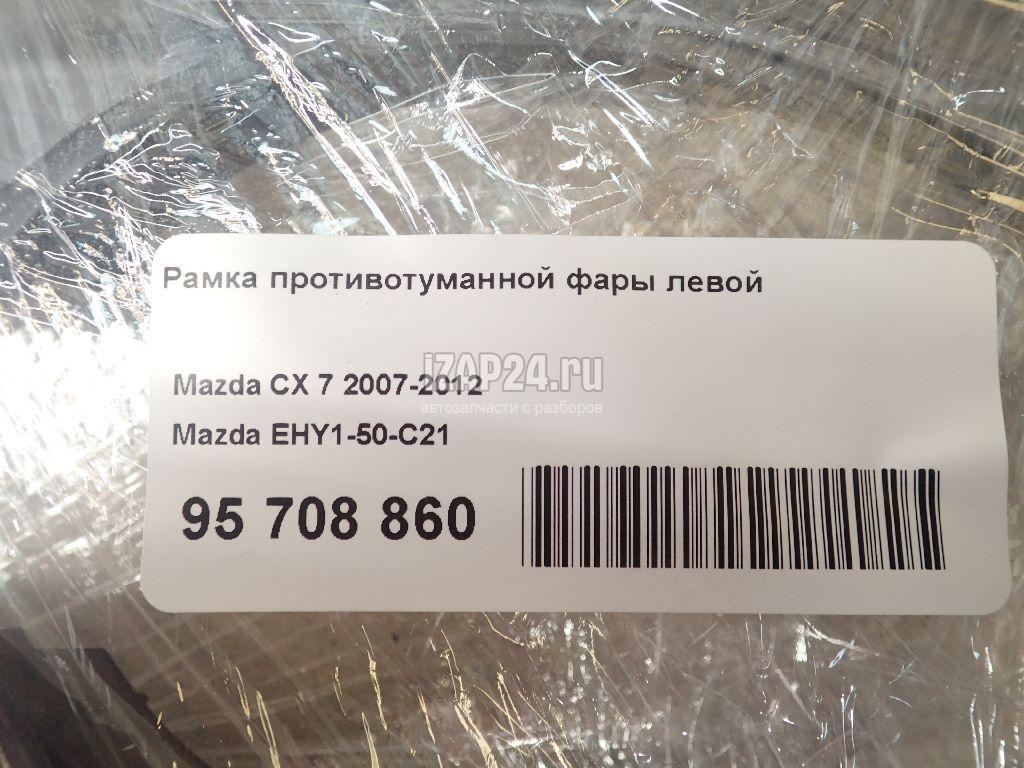 Рамка противотуманной фары левой
iZAP24.ru
Mazda CX 7 2007-2012
автозапчасти с разборов
Mazda EHY1-50-C21
95 708 860